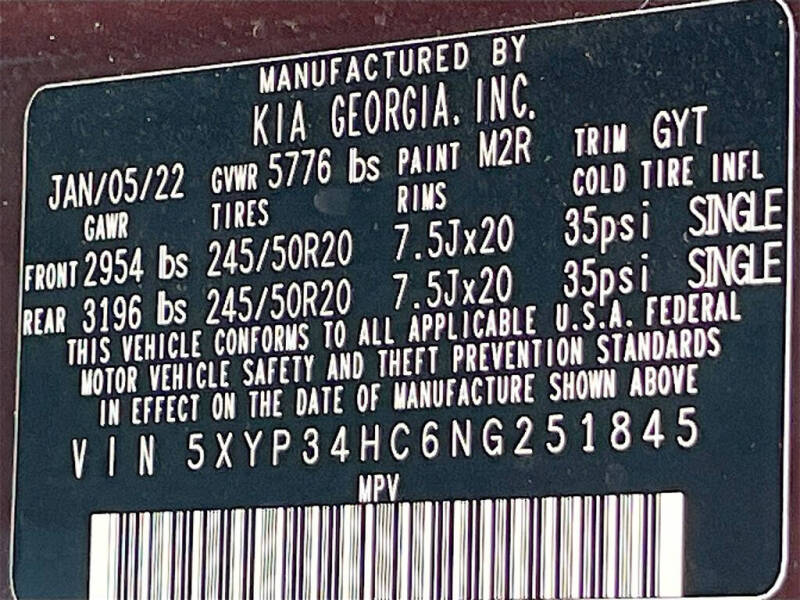 MANUFACTURED BY
KIA GEORGIA, INC.
JAN/05/22 GVWR 5776 lbs PAINT M2R TRIM GYT
GAWR TIRES RIMS COLD TIRE INFL
FRONT 2954 lbs 245/50R20 7.5Jx20 35psi SINGLE
REAR 3196 lbs 245/50R20 7.5Jx20 35psi SINGLE
THIS VEHICLE CONFORMS TO ALL APPLICABLE U.S.A. FEDERAL
MOTOR VEHICLE SAFETY AND THEFT PREVENTION STANDARDS
IN EFFECT ON THE DATE OF MANUFACTURE SHOWN ABOVE
VIN 5XYP34HC6NG251845
MPV